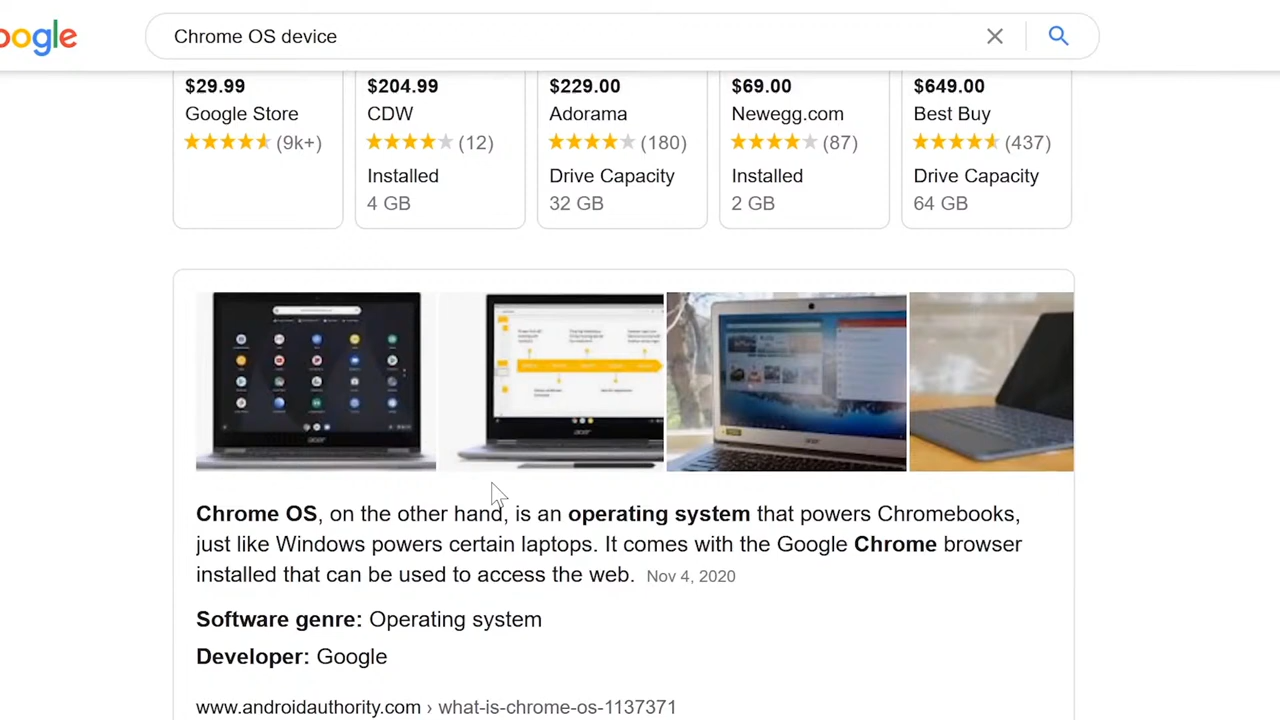 oogle
Chrome OS device
$29.99 $204.99 $229.00 $69.00 $649.00
Google Store CDW Adorama Newegg.com Best Buy
(9k+) (12) (180) (87) (437)
Installed Drive Capacity Installed Drive Capacity
4 GB 32 GB 2 GB 64 GB
acer acer acer
Chrome OS, on the other hand, is an operating system that powers Chromebooks,
just like Windows powers certain laptops. It comes with the Google Chrome browser
installed that can be used to access the web. Nov 4, 2020
Software genre: Operating system
Developer: Google
www.androidauthority.com › what-is-chrome-os-1137371